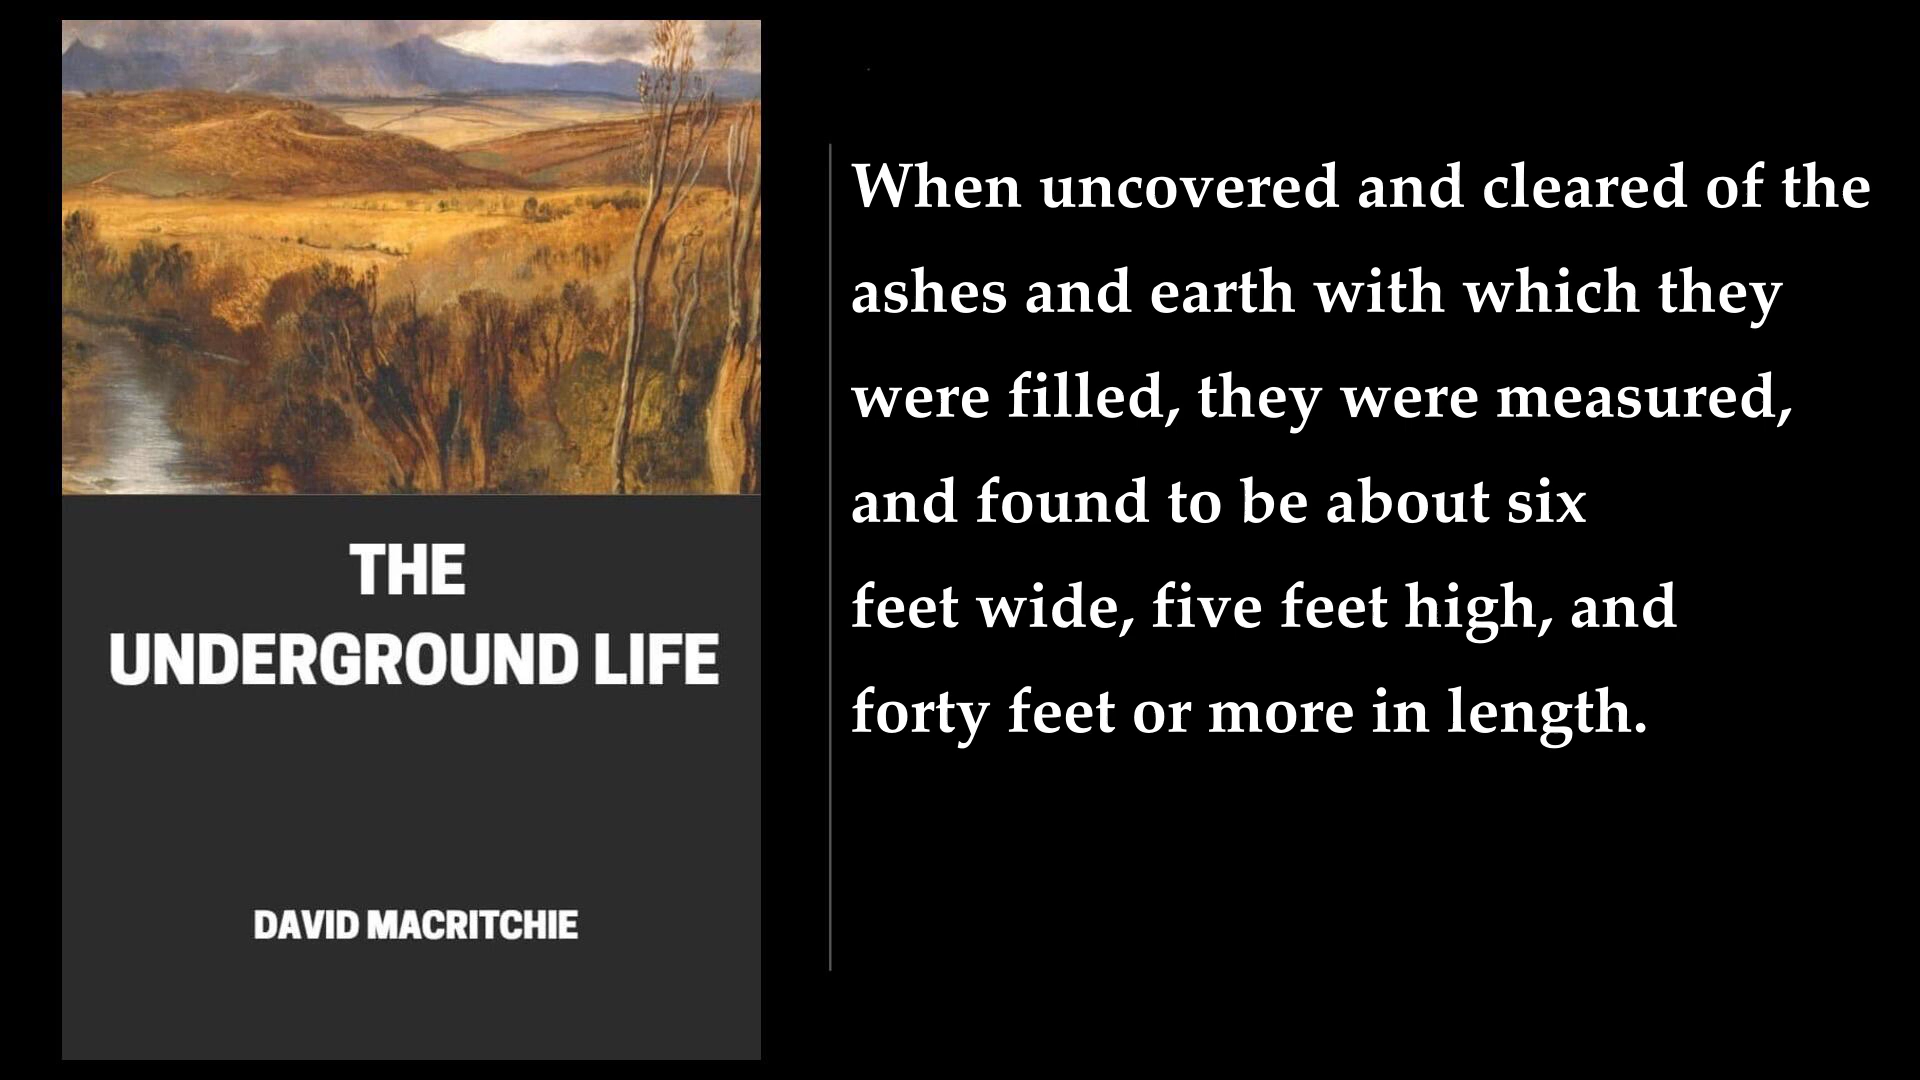 THE
UNDERGROUND LIFE
DAVID MACRITCHIE
When uncovered and cleared of the
ashes and earth with which they
were filled, they were measured,
and found to be about six
feet wide, five feet high, and
forty feet or more in length.